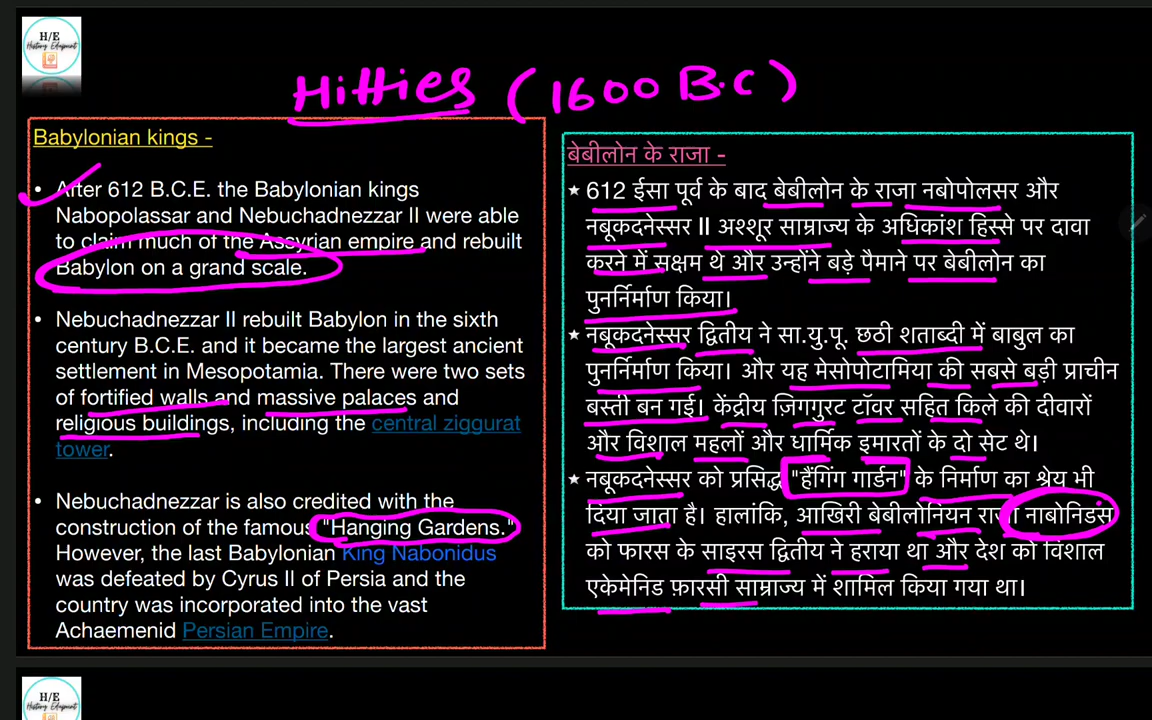 H/E
History Edupoint
Hitties (1600 B.C)
Babylonian kings -
• After 612 B.C.E. the Babylonian kings
Nabopolassar and Nebuchadnezzar II were able
to claim much of the Assyrian empire and rebuilt
Babylon on a grand scale.
• Nebuchadnezzar II rebuilt Babylon in the sixth
century B.C.E. and it became the largest ancient
settlement in Mesopotamia. There were two sets
of fortified walls and massive palaces and
religious buildings, including the central ziggurat
tower.
• Nebuchadnezzar is also credited with the
construction of the famous "Hanging Gardens."
However, the last Babylonian King Nabonidus
was defeated by Cyrus II of Persia and the
country was incorporated into the vast
Achaemenid Persian Empire.
बेबीलोन के राजा -
★ 612 ईसा पूर्व के बाद बेबीलोन के राजा नबोपोलसर और
नबूकदनेस्सर II अश्शूर साम्राज्य के अधिकांश हिस्से पर दावा
करने में सक्षम थे और उन्होंने बड़े पैमाने पर बेबीलोन का
पुनर्निर्माण किया।
★ नबूकदनेस्सर द्वितीय ने सा.यु.पू. छठी शताब्दी में बाबुल का
पुनर्निर्माण किया। और यह मेसोपोटामिया की सबसे बड़ी प्राचीन
बस्ती बन गई। केंद्रीय ज़िगगुरट टॉवर सहित किले की दीवारों
और विशाल महलों और धार्मिक इमारतों के दो सेट थे।
★ नबूकदनेस्सर को प्रसिद्ध "हैंगिंग गार्डन" के निर्माण का श्रेय भी
दिया जाता है। हालांकि, आखिरी बेबीलोनियन राजा नाबोनिडस
को फारस के साइरस द्वितीय ने हराया था और देश को विशाल
एकेमेनिड फ़ारसी साम्राज्य में शामिल किया गया था।
H/E
History Edupoint